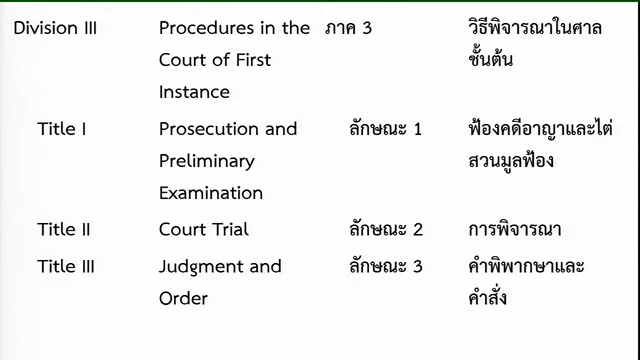 Division III Procedures in the ภาค 3 วิธีพิจารณาในศาล
Court of First ชั้นต้น
Instance
Title I Prosecution and ลักษณะ 1 ฟ้องคดีอาญาและไต่
Preliminary สวนมูลฟ้อง
Examination
Title II Court Trial ลักษณะ 2 การพิจารณา
Title III Judgment and ลักษณะ 3 คำพิพากษาและ
Order คำสั่ง